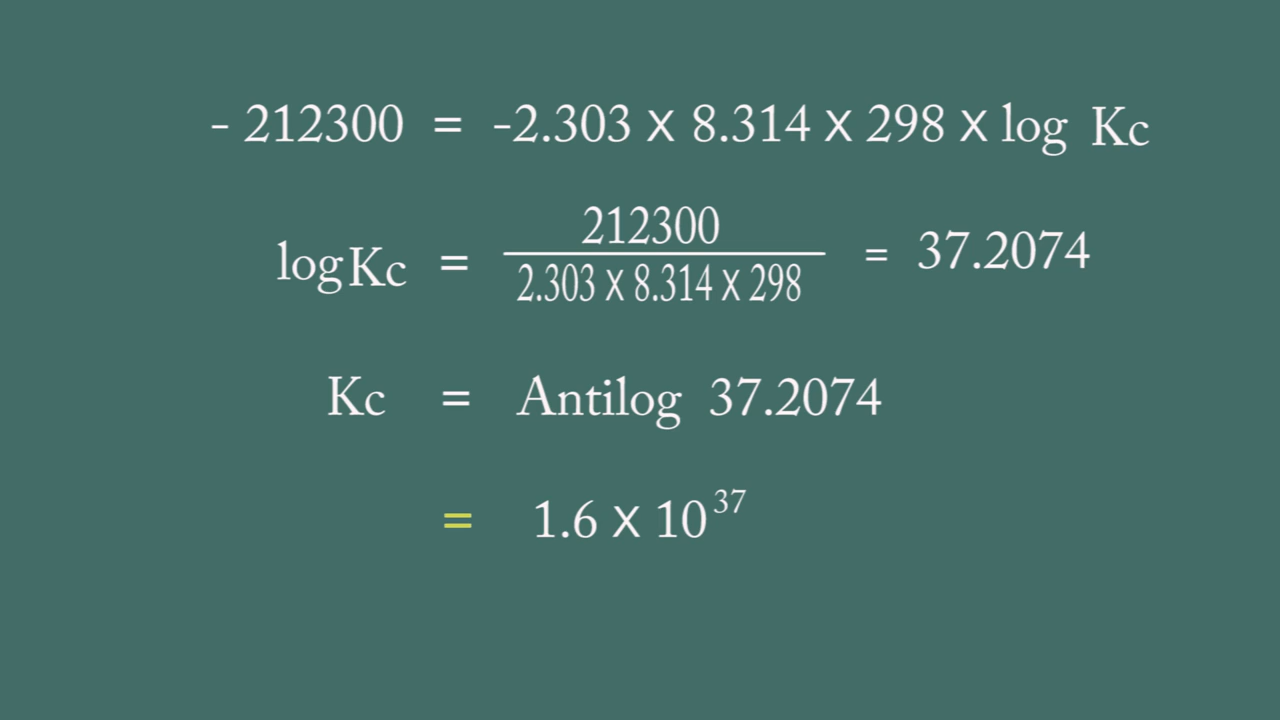 - 212300 = -2.303 X 8.314 X 298 X log Kc
log Kc = 212300 / 2.303 X 8.314 X 298 = 37.2074
Kc = Antilog 37.2074
= 1.6 X 10^37